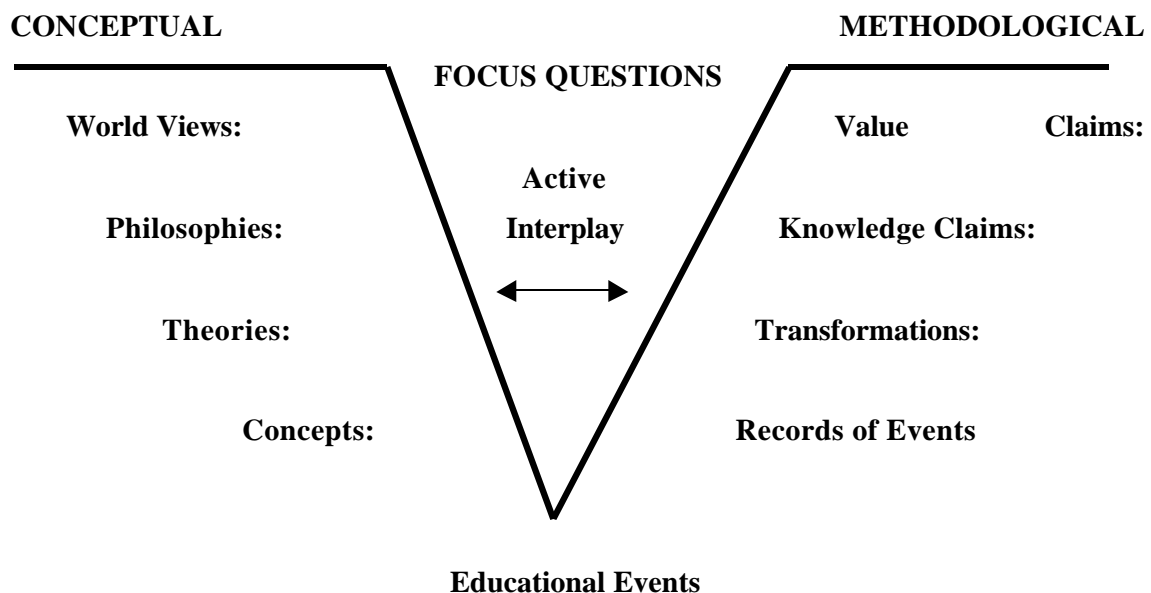 CONCEPTUAL METHODOLOGICAL
FOCUS QUESTIONS
World Views: Value Claims:
Active
Philosophies: Interplay Knowledge Claims:
Theories: Transformations:
Concepts: Records of Events
Educational Events